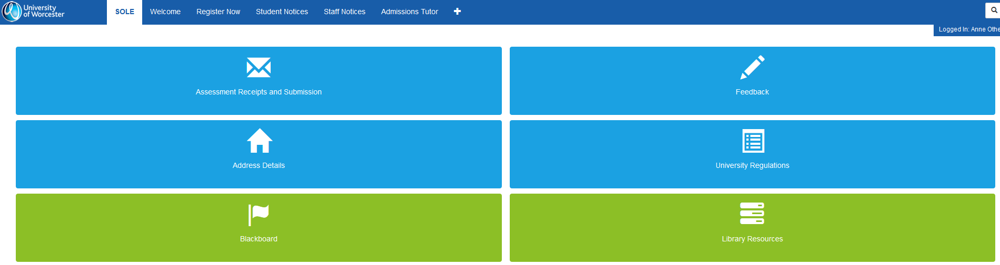 University
of Worcester
SOLE Welcome Register Now Student Notices Staff Notices Admissions Tutor
Logged In: Anne Othe
Assessment Receipts and Submission Feedback
Address Details University Regulations
Blackboard Library Resources